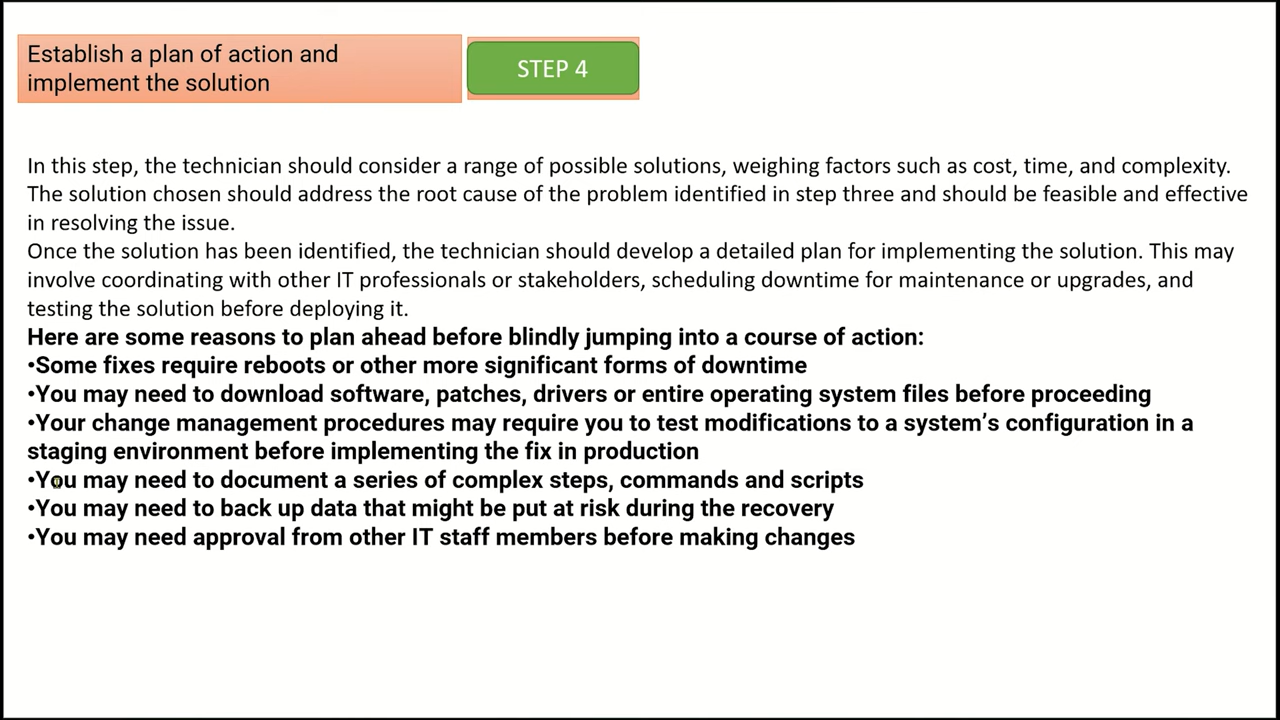 Establish a plan of action and
implement the solution
STEP 4
In this step, the technician should consider a range of possible solutions, weighing factors such as cost, time, and complexity.
The solution chosen should address the root cause of the problem identified in step three and should be feasible and effective
in resolving the issue.
Once the solution has been identified, the technician should develop a detailed plan for implementing the solution. This may
involve coordinating with other IT professionals or stakeholders, scheduling downtime for maintenance or upgrades, and
testing the solution before deploying it.
Here are some reasons to plan ahead before blindly jumping into a course of action:
•Some fixes require reboots or other more significant forms of downtime
•You may need to download software, patches, drivers or entire operating system files before proceeding
•Your change management procedures may require you to test modifications to a system’s configuration in a
staging environment before implementing the fix in production
•You may need to document a series of complex steps, commands and scripts
•You may need to back up data that might be put at risk during the recovery
•You may need approval from other IT staff members before making changes